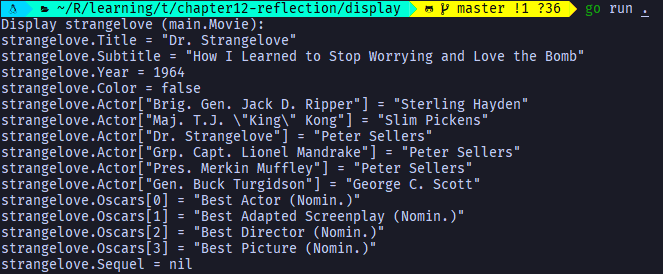 ~/R/learning/t/chapter12-reflection/display master !1 ?36 go run .
Display strangelove (main.Movie):
strangelove.Title = "Dr. Strangelove"
strangelove.Subtitle = "How I Learned to Stop Worrying and Love the Bomb"
strangelove.Year = 1964
strangelove.Color = false
strangelove.Actor["Brig. Gen. Jack D. Ripper"] = "Sterling Hayden"
strangelove.Actor["Maj. T.J. \"King\" Kong"] = "Slim Pickens"
strangelove.Actor["Dr. Strangelove"] = "Peter Sellers"
strangelove.Actor["Grp. Capt. Lionel Mandrake"] = "Peter Sellers"
strangelove.Actor["Pres. Merkin Muffley"] = "Peter Sellers"
strangelove.Actor["Gen. Buck Turgidson"] = "George C. Scott"
strangelove.Oscars[0] = "Best Actor (Nomin.)"
strangelove.Oscars[1] = "Best Adapted Screenplay (Nomin.)"
strangelove.Oscars[2] = "Best Director (Nomin.)"
strangelove.Oscars[3] = "Best Picture (Nomin.)"
strangelove.Sequel = nil